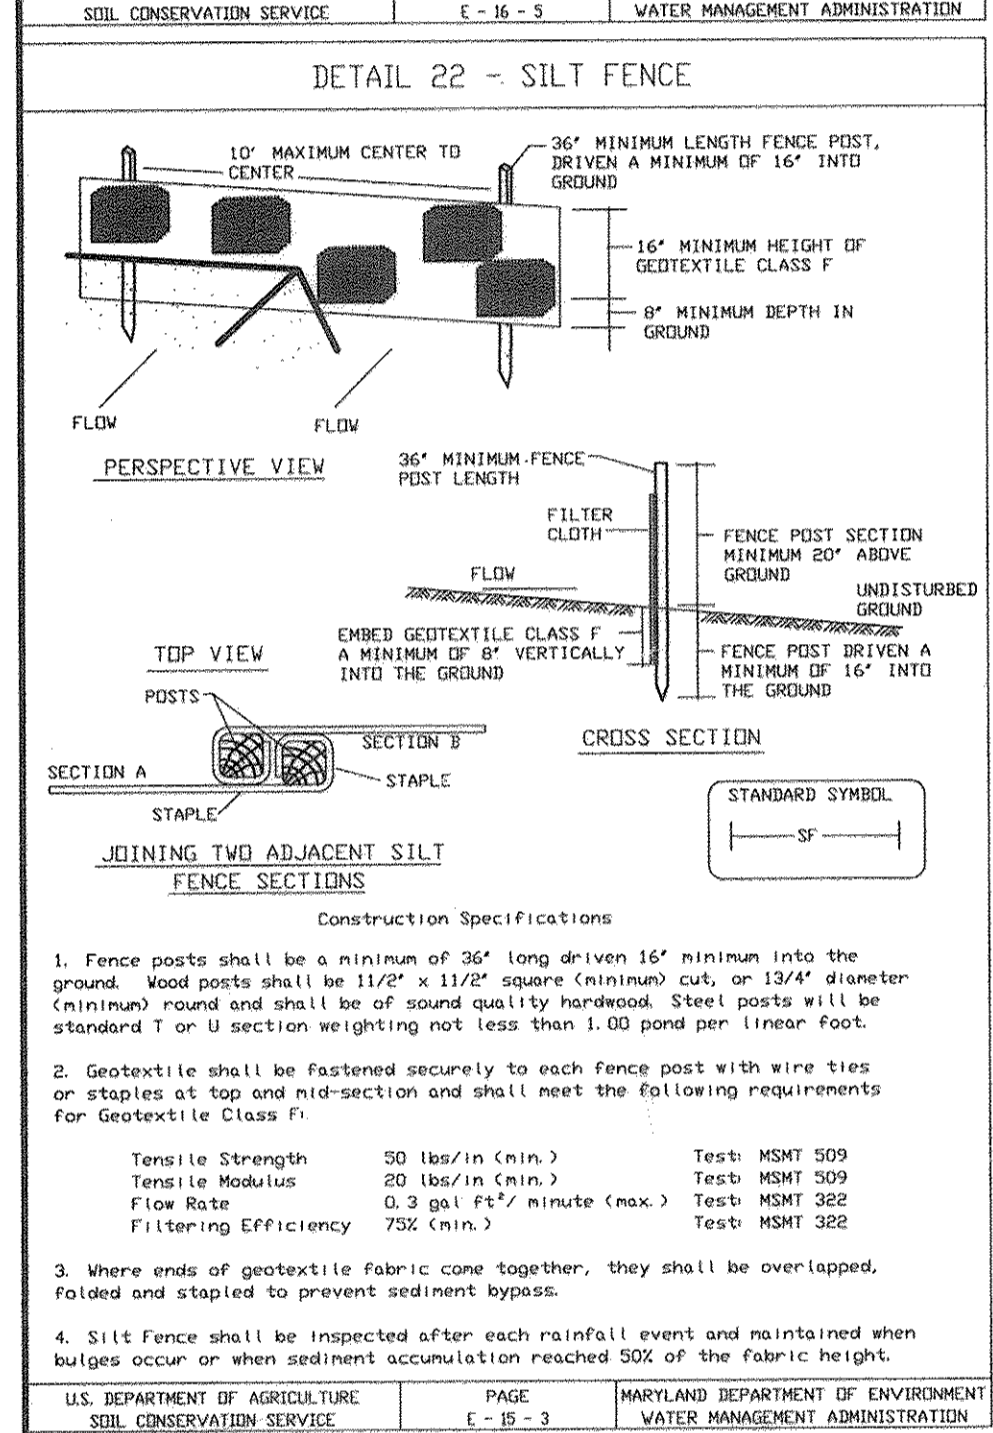 SOIL CONSERVATION SERVICE
E - 16 - 5
WATER MANAGEMENT ADMINISTRATION
DETAIL 22 - SILT FENCE
10' MAXIMUM CENTER TO
CENTER
36" MINIMUM LENGTH FENCE POST,
DRIVEN A MINIMUM OF 16" INTO
GROUND
16" MINIMUM HEIGHT OF
GEOTEXTILE CLASS F
8" MINIMUM DEPTH IN
GROUND
FLOW
FLOW
PERSPECTIVE VIEW
36" MINIMUM FENCE
POST LENGTH
FILTER
CLOTH
FENCE POST SECTION
MINIMUM 20" ABOVE
GROUND
FLOW
UNDISTURBED
GROUND
EMBED GEOTEXTILE CLASS F
A MINIMUM OF 8" VERTICALLY
INTO THE GROUND
FENCE POST DRIVEN A
MINIMUM OF 16" INTO
THE GROUND
CROSS SECTION
TOP VIEW
POSTS
SECTION B
SECTION A
STAPLE
STAPLE
JOINING TWO ADJACENT SILT
FENCE SECTIONS
STANDARD SYMBOL
SF
Construction Specifications
1. Fence posts shall be a minimum of 36" long driven 16" minimum into the
ground. Wood posts shall be 11/2" x 11/2" square (minimum) cut, or 13/4" diameter
(minimum) round and shall be of sound quality hardwood. Steel posts will be
standard T or U section weighting not less than 1.00 pond per linear foot.
2. Geotextile shall be fastened securely to each fence post with wire ties
or staples at top and mid-section and shall meet the following requirements
for Geotextile Class F:
Tensile Strength 50 lbs/in (min.) Test: MSMT 509
Tensile Modulus 20 lbs/in (min.) Test: MSMT 509
Flow Rate 0.3 gal ft²/ minute (max.) Test: MSMT 322
Filtering Efficiency 75% (min.) Test: MSMT 322
3. Where ends of geotextile fabric come together, they shall be overlapped,
folded and stapled to prevent sediment bypass.
4. Silt Fence shall be inspected after each rainfall event and maintained when
bulges occur or when sediment accumulation reached 50% of the fabric height.
U.S. DEPARTMENT OF AGRICULTURE
SOIL CONSERVATION SERVICE
PAGE
E - 15 - 3
MARYLAND DEPARTMENT OF ENVIRONMENT
WATER MANAGEMENT ADMINISTRATION